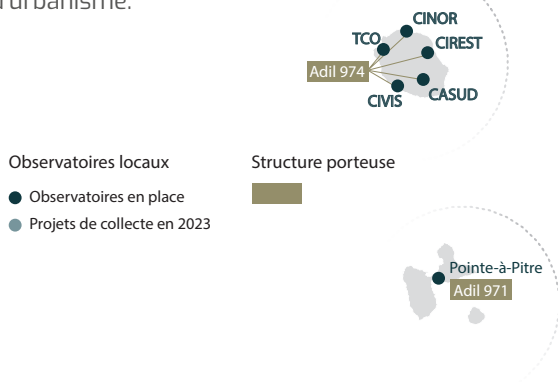 d'urbanisme.
CINOR
TCO
CIREST
Adil 974
CIVIS
CASUD
Observatoires locaux
Observatoires en place
Projets de collecte en 2023
Structure porteuse
Pointe-à-Pitre
Adil 971